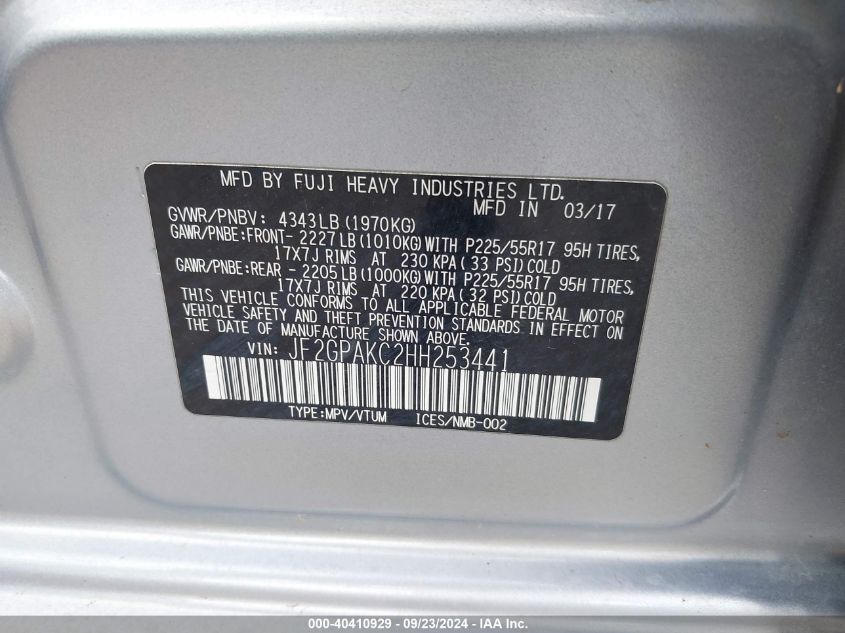 MFD BY FUJI HEAVY INDUSTRIES LTD.
MFD IN 03/17
GVWR/PNBV: 4343LB (1970KG)
GAWR/PNBE:FRONT- 2227LB (1010KG) WITH P225/55R17 95H TIRES,
17X7J RIMS AT 230 KPA (33 PSI) COLD
GAWR/PNBE:REAR - 2205LB (1000KG) WITH P225/55R17 95H TIRES,
17X7J RIMS AT 220 KPA (32 PSI) COLD
THIS VEHICLE CONFORMS TO ALL APPLICABLE FEDERAL MOTOR
VEHICLE SAFETY AND THEFT PREVENTION STANDARDS IN EFFECT ON
THE DATE OF MANUFACTURE SHOWN ABOVE.
VIN: JF2GPAKC2HH253441
TYPE:MPV/VTUM ICES/NMB-002
000-40410929 - 09/23/2024 - IAA Inc.